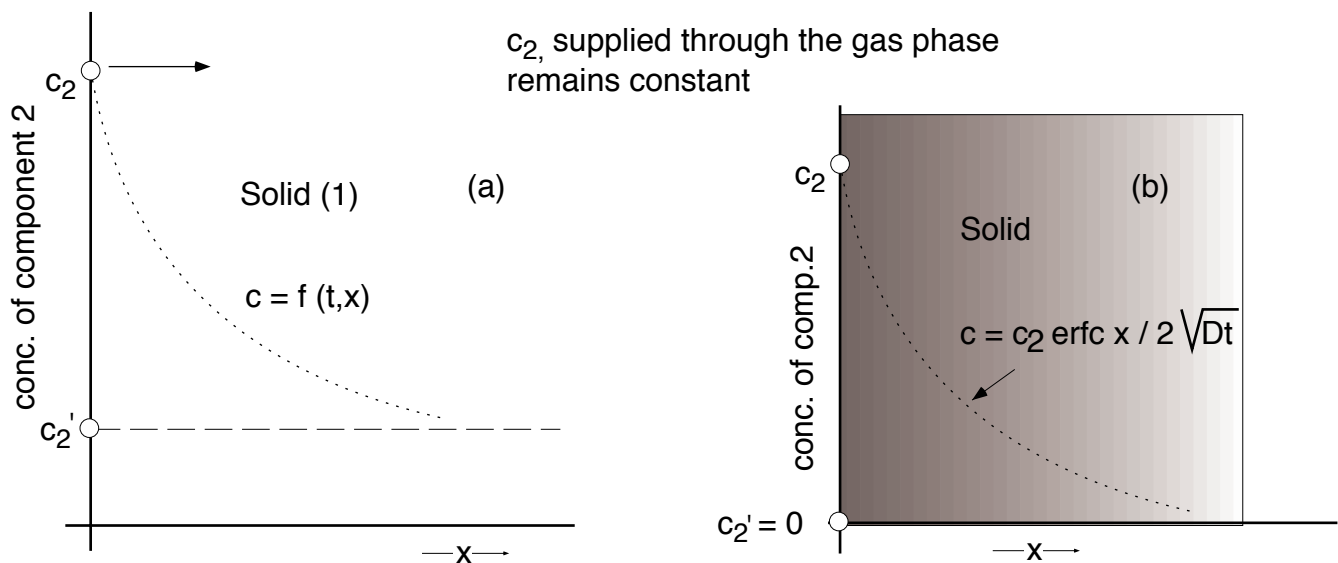 c₂, supplied through the gas phase
remains constant
c₂
conc. of component 2
Solid (1)
(a)
c = f (t,x)
c₂'
x
c₂
(b)
Solid
conc. of comp.2
c = c₂ erfc x / 2 √Dt
c₂' = 0
x